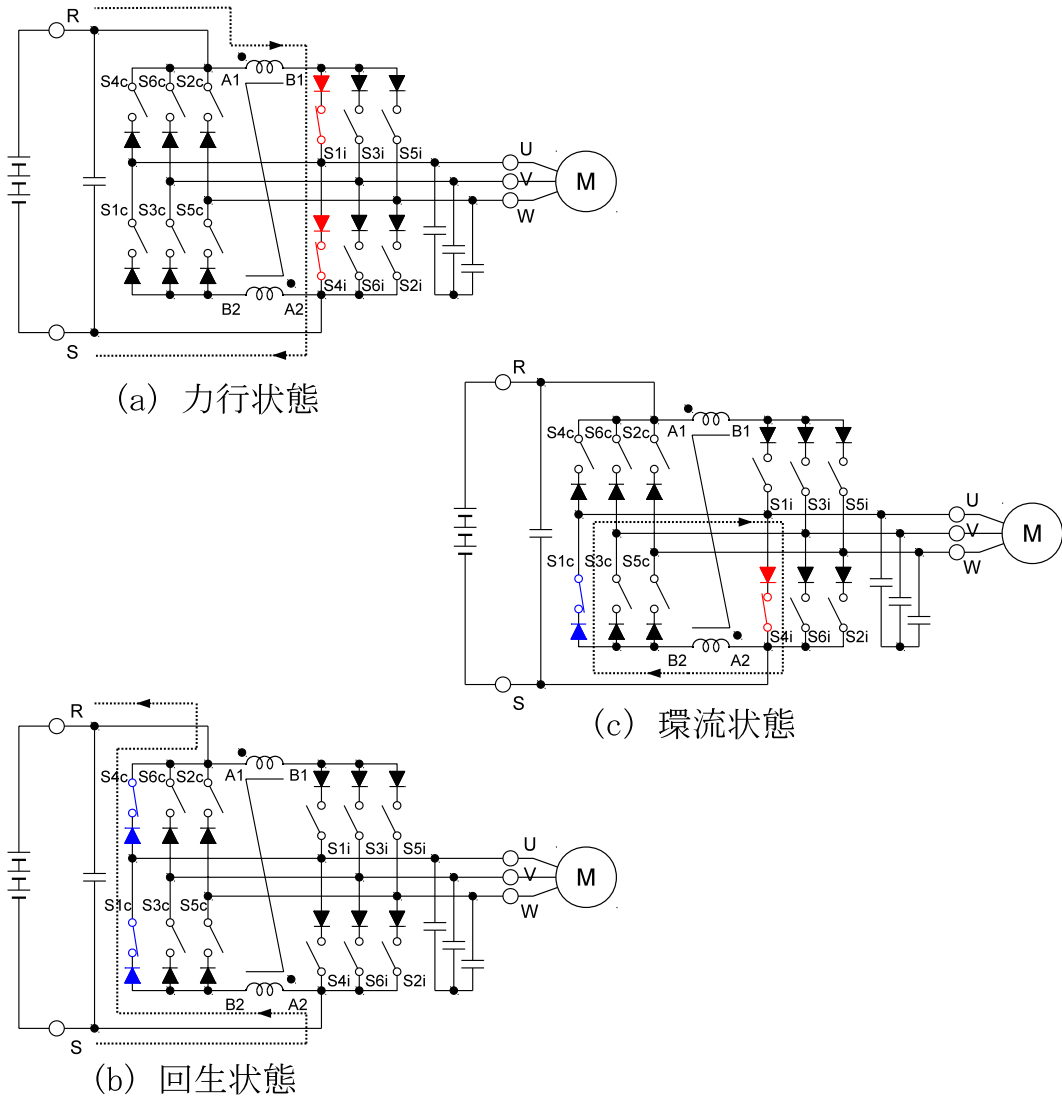 R
S4c S6c S2c A1 B1
S1i S3i S5i
U
V
W
M
S1c S3c S5c
S4i S6i S2i
B2 A2
S
(a) 力行状態
R
S4c S6c S2c A1 B1
S1i S3i S5i
U
V
W
M
S1c S3c S5c
S4i S6i S2i
B2 A2
S
(c) 環流状態
R
S4c S6c S2c A1 B1
S1i S3i S5i
U
V
W
M
S1c S3c S5c
S4i S6i S2i
B2 A2
S
(b) 回生状態